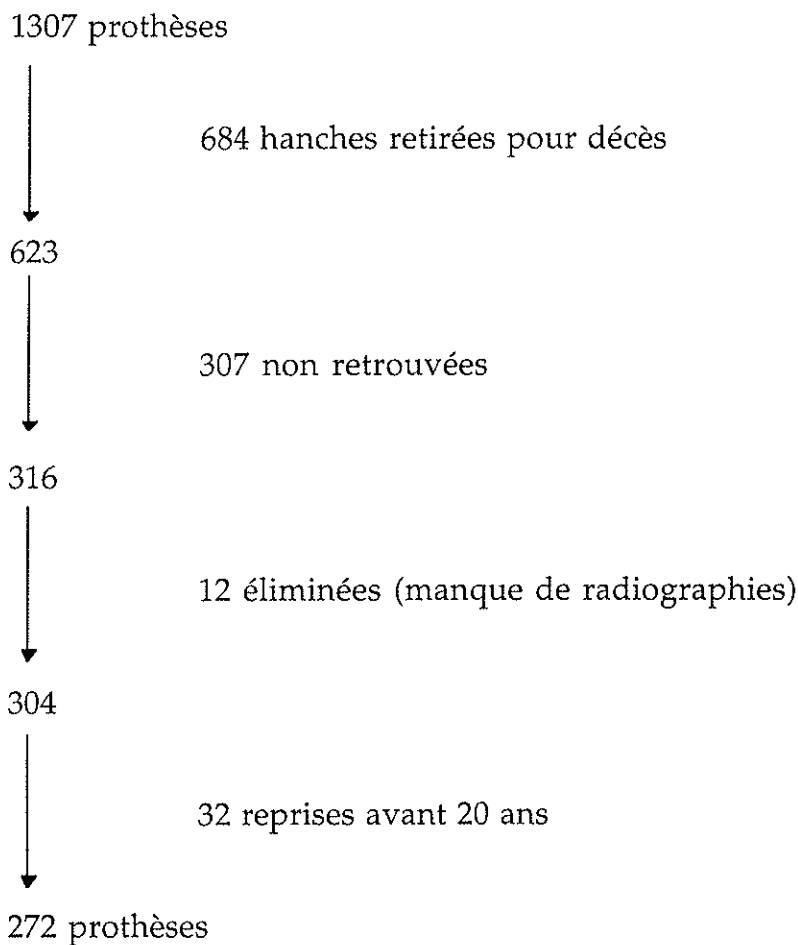 1307 prothèses
684 hanches retirées pour décès
623
307 non retrouvées
316
12 éliminées (manque de radiographies)
304
32 reprises avant 20 ans
272 prothèses